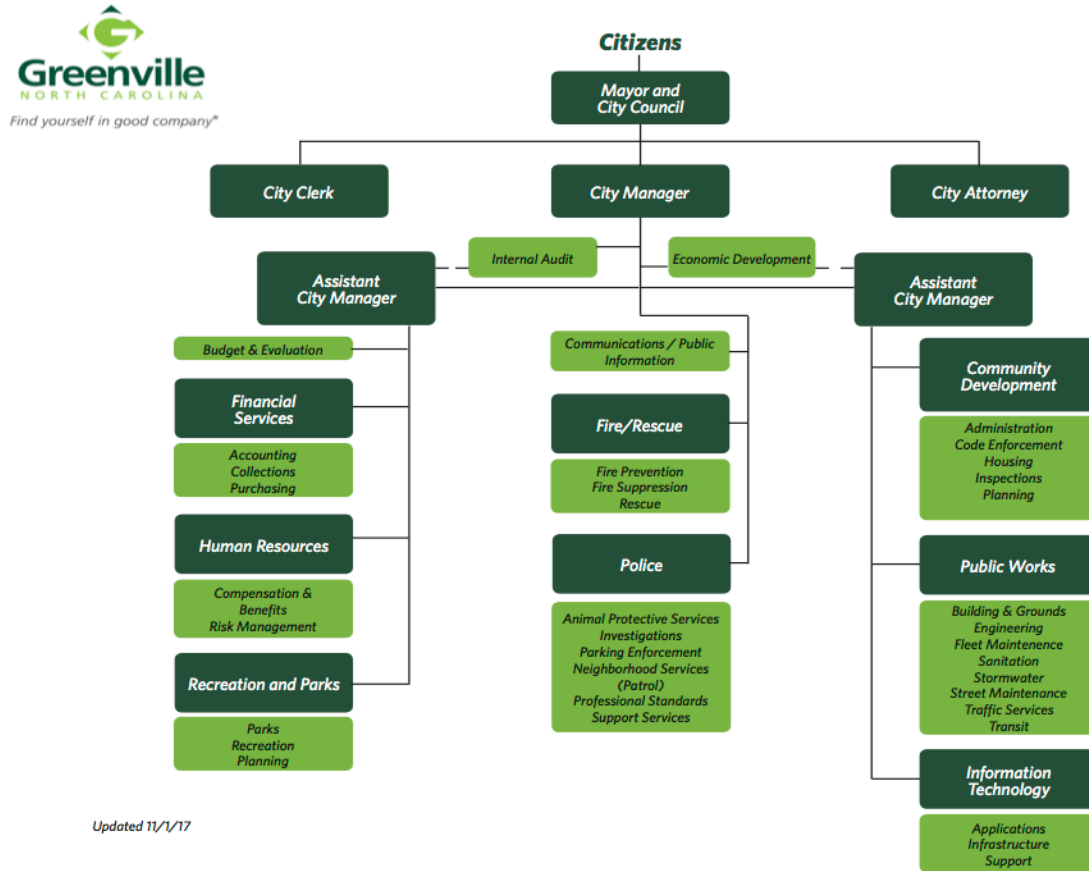 Greenville
NORTH CAROLINA
Find yourself in good company®
Citizens
Mayor and
City Council
City Clerk
City Manager
City Attorney
Internal Audit
Economic Development
Assistant
City Manager
Assistant
City Manager
Budget & Evaluation
Financial
Services
Accounting
Collections
Purchasing
Human Resources
Compensation &
Benefits
Risk Management
Recreation and Parks
Parks
Recreation
Planning
Communications / Public
Information
Fire/Rescue
Fire Prevention
Fire Suppression
Rescue
Police
Animal Protective Services
Investigations
Parking Enforcement
Neighborhood Services
(Patrol)
Professional Standards
Support Services
Community
Development
Administration
Code Enforcement
Housing
Inspections
Planning
Public Works
Building & Grounds
Engineering
Fleet Maintenence
Sanitation
Stormwater
Street Maintenance
Traffic Services
Transit
Information
Technology
Applications
Infrastructure
Support
Updated 11/1/17